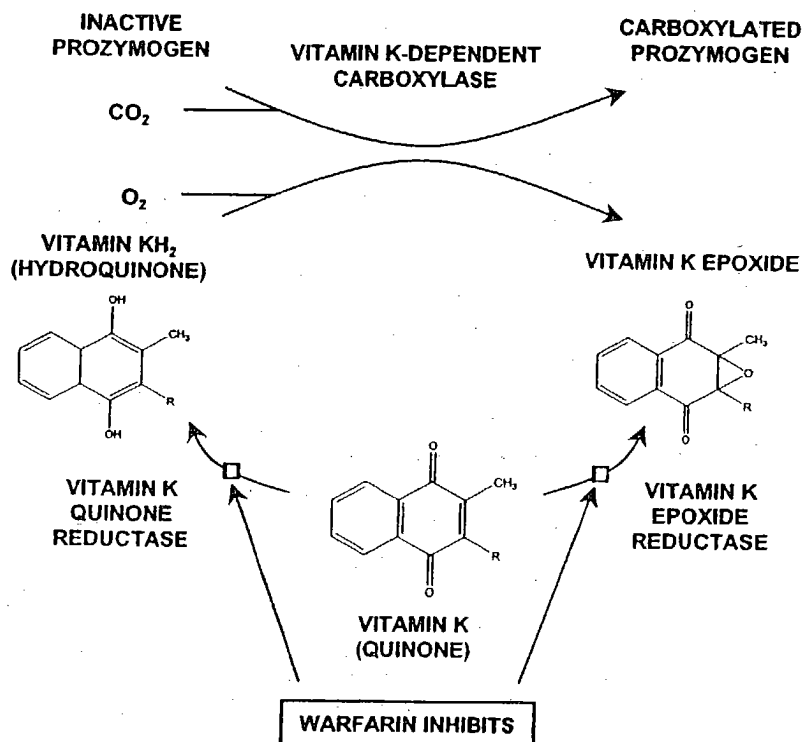 INACTIVE
PROZYMOGEN
VITAMIN K-DEPENDENT
CARBOXYLASE
CARBOXYLATED
PROZYMOGEN
CO₂
O₂
VITAMIN KH₂
(HYDROQUINONE)
VITAMIN K EPOXIDE
OH
CH₃
R
OH
O
CH₃
O
R
O
VITAMIN K
QUINONE
REDUCTASE
O
CH₃
R
O
VITAMIN K
EPOXIDE
REDUCTASE
VITAMIN K
(QUINONE)
WARFARIN INHIBITS